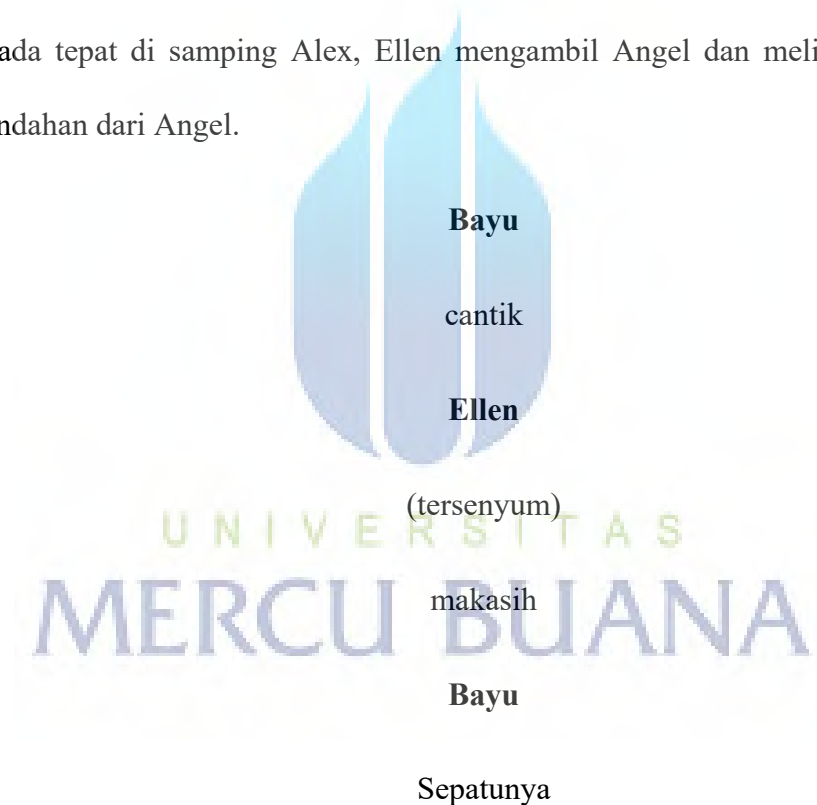 ada tepat di samping Alex, Ellen mengambil Angel dan meli
ndahan dari Angel.
Bayu
cantik
Ellen
(tersenyum)
UNIVERSITAS
makasih
MERCU BUANA
Bayu
Sepatunya